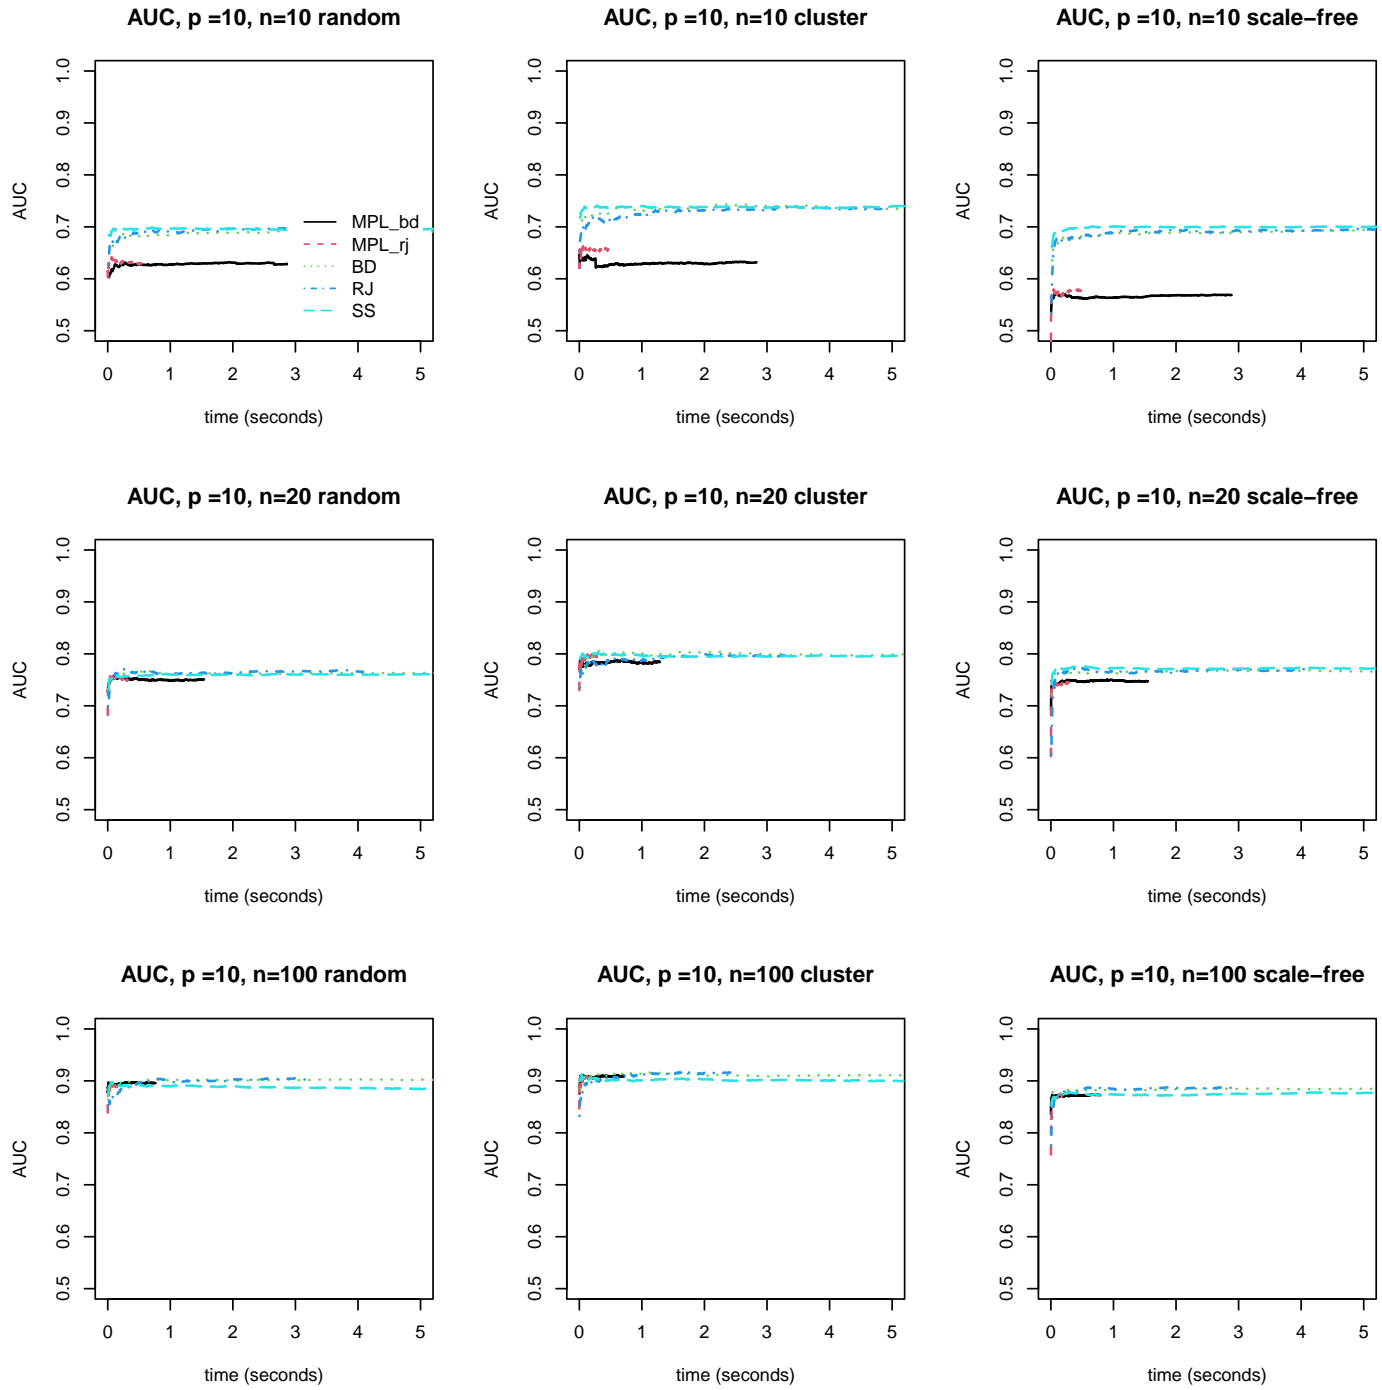 AUC, p =10, n=10 random
AUC
1.0
0.9
0.8
0.7
0.6
0.5
MPL_bd
MPL_rj
BD
RJ
SS
0 1 2 3 4 5
time (seconds)
AUC, p =10, n=10 cluster
AUC
1.0
0.9
0.8
0.7
0.6
0.5
0 1 2 3 4 5
time (seconds)
AUC, p =10, n=10 scale−free
AUC
1.0
0.9
0.8
0.7
0.6
0.5
0 1 2 3 4 5
time (seconds)
AUC, p =10, n=20 random
AUC
1.0
0.9
0.8
0.7
0.6
0.5
0 1 2 3 4 5
time (seconds)
AUC, p =10, n=20 cluster
AUC
1.0
0.9
0.8
0.7
0.6
0.5
0 1 2 3 4 5
time (seconds)
AUC, p =10, n=20 scale−free
AUC
1.0
0.9
0.8
0.7
0.6
0.5
0 1 2 3 4 5
time (seconds)
AUC, p =10, n=100 random
AUC
1.0
0.9
0.8
0.7
0.6
0.5
0 1 2 3 4 5
time (seconds)
AUC, p =10, n=100 cluster
AUC
1.0
0.9
0.8
0.7
0.6
0.5
0 1 2 3 4 5
time (seconds)
AUC, p =10, n=100 scale−free
AUC
1.0
0.9
0.8
0.7
0.6
0.5
0 1 2 3 4 5
time (seconds)